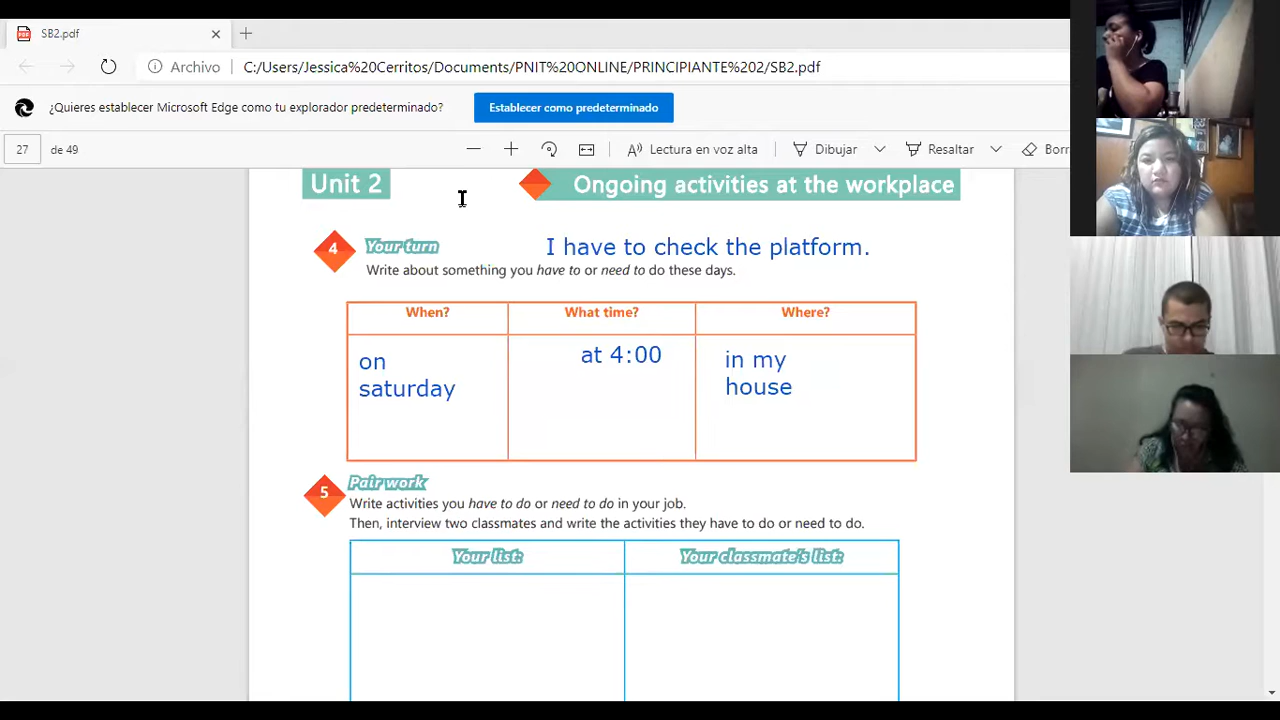 SB2.pdf
Archivo C:/Users/Jessica%20Cerritos/Documents/PNIT%20ONLINE/PRINCIPIANTE%202/SB2.pdf
¿Quieres establecer Microsoft Edge como tu explorador predeterminado? Establecer como predeterminado
27 de 49 Lectura en voz alta Dibujar Resaltar Borr
Unit 2 Ongoing activities at the workplace
4 Your turn I have to check the platform.
Write about something you have to or need to do these days.
When? What time? Where?
on at 4:00 in my
saturday house
5 Pair work
Write activities you have to do or need to do in your job.
Then, interview two classmates and write the activities they have to do or need to do.
Your list: Your classmate's list: